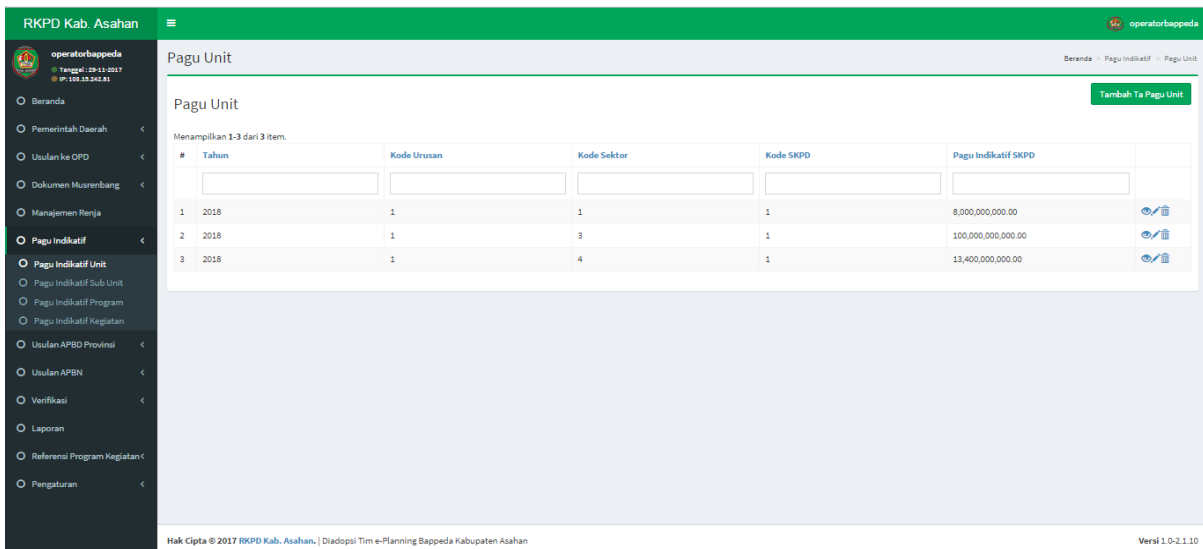 RKPD Kab. Asahan
operatorbappeda
operatorbappeda
Tanggal : 29-11-2017
IP: 103.15.242.81
Beranda
Pemerintah Daerah
Usulan ke OPD
Dokumen Musrenbang
Manajemen Renja
Pagu Indikatif
Pagu Indikatif Unit
Pagu Indikatif Sub Unit
Pagu Indikatif Program
Pagu Indikatif Kegiatan
Usulan APBD Provinsi
Usulan APBN
Verifikasi
Laporan
Referensi Program Kegiatan
Pengaturan
Pagu Unit
Beranda > Pagu Indikatif > Pagu Unit
Pagu Unit
Tambah Ta Pagu Unit
Menampilkan 1-3 dari 3 item.
# Tahun Kode Urusan Kode Sektor Kode SKPD Pagu Indikatif SKPD
1 2018 1 1 1 8,000,000,000.00
2 2018 1 3 1 100,000,000,000.00
3 2018 1 4 1 13,400,000,000.00
Hak Cipta © 2017 RKPD Kab. Asahan. | Diadopsi Tim e-Planning Bappeda Kabupaten Asahan
Versi 1.0-2.1.10